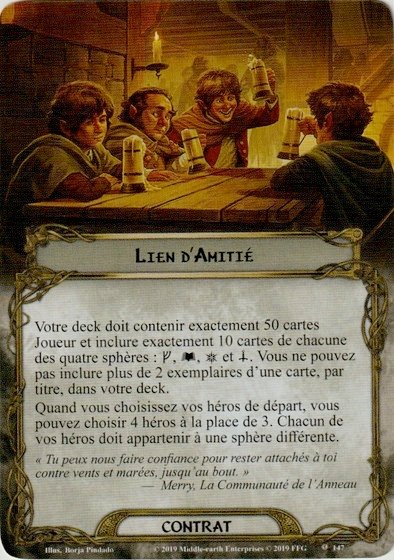 Lien d'Amitié
Votre deck doit contenir exactement 50 cartes
Joueur et inclure exactement 10 cartes de chacune
des quatre sphères : , , et . Vous ne pouvez
pas inclure plus de 2 exemplaires d'une carte, par
titre, dans votre deck.
Quand vous choisissez vos héros de départ, vous
pouvez choisir 4 héros à la place de 3. Chacun de
vos héros doit appartenir à une sphère différente.
« Tu peux nous faire confiance pour rester attachés à toi
contre vents et marées, jusqu'au bout. »
— Merry, La Communauté de l'Anneau
CONTRAT
Illus. Borja Pindado © 2019 Middle-earth Enterprises © 2019 FFG 147